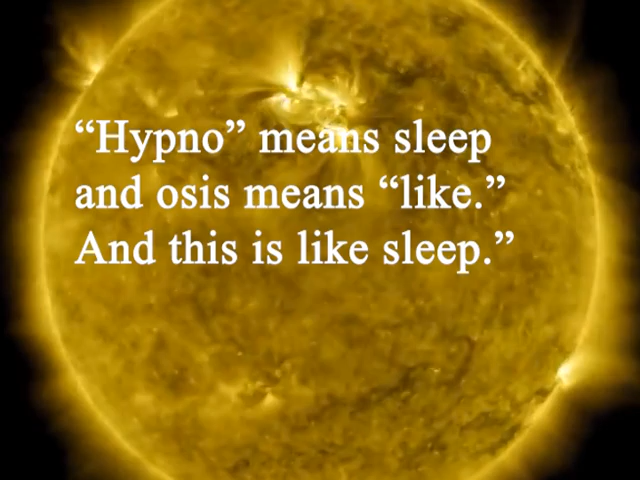 “Hypno” means sleep
and osis means “like.”
And this is like sleep.”